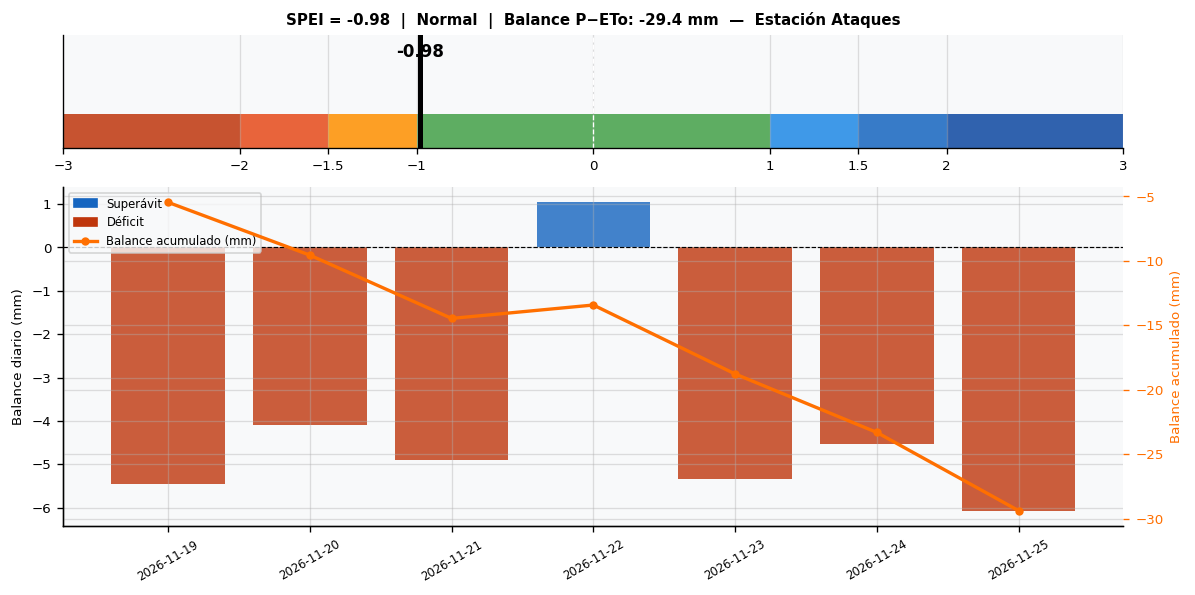 SPEI = -0.98 | Normal | Balance P−ETo: -29.4 mm — Estación Ataques
-0.98
−3 −2 −1.5 −1 0 1 1.5 2 3
Superávit
Déficit
Balance acumulado (mm)
Balance diario (mm)
1
0
−1
−2
−3
−4
−5
−6
−5
−10
−15
−20
−25
−30
Balance acumulado (mm)
2026-11-19 2026-11-20 2026-11-21 2026-11-22 2026-11-23 2026-11-24 2026-11-25